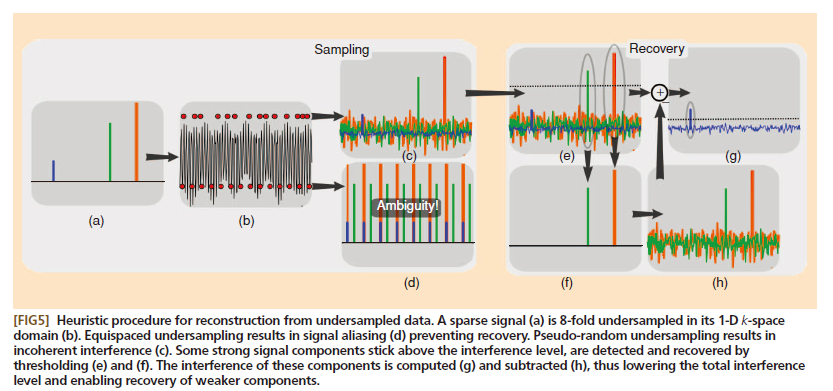 Sampling
Recovery
(a)
(b)
(c)
Ambiguity!
(d)
(e)
+
(g)
(f)
(h)
[FIG5] Heuristic procedure for reconstruction from undersampled data. A sparse signal (a) is 8-fold undersampled in its 1-D k-space
domain (b). Equispaced undersampling results in signal aliasing (d) preventing recovery. Pseudo-random undersampling results in
incoherent interference (c). Some strong signal components stick above the interference level, are detected and recovered by
thresholding (e) and (f). The interference of these components is computed (g) and subtracted (h), thus lowering the total interference
level and enabling recovery of weaker components.